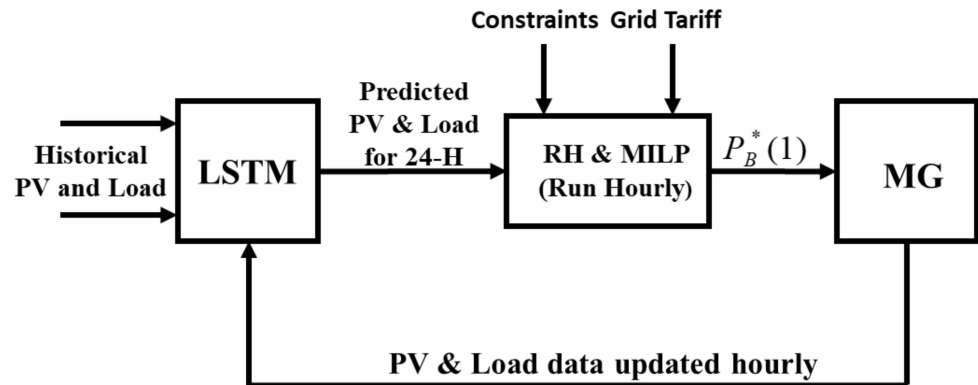 Constraints Grid Tariff
Historical
PV and Load
LSTM
Predicted
PV & Load
for 24-H
RH & MILP
(Run Hourly)
P_B^*(1)
MG
PV & Load data updated hourly